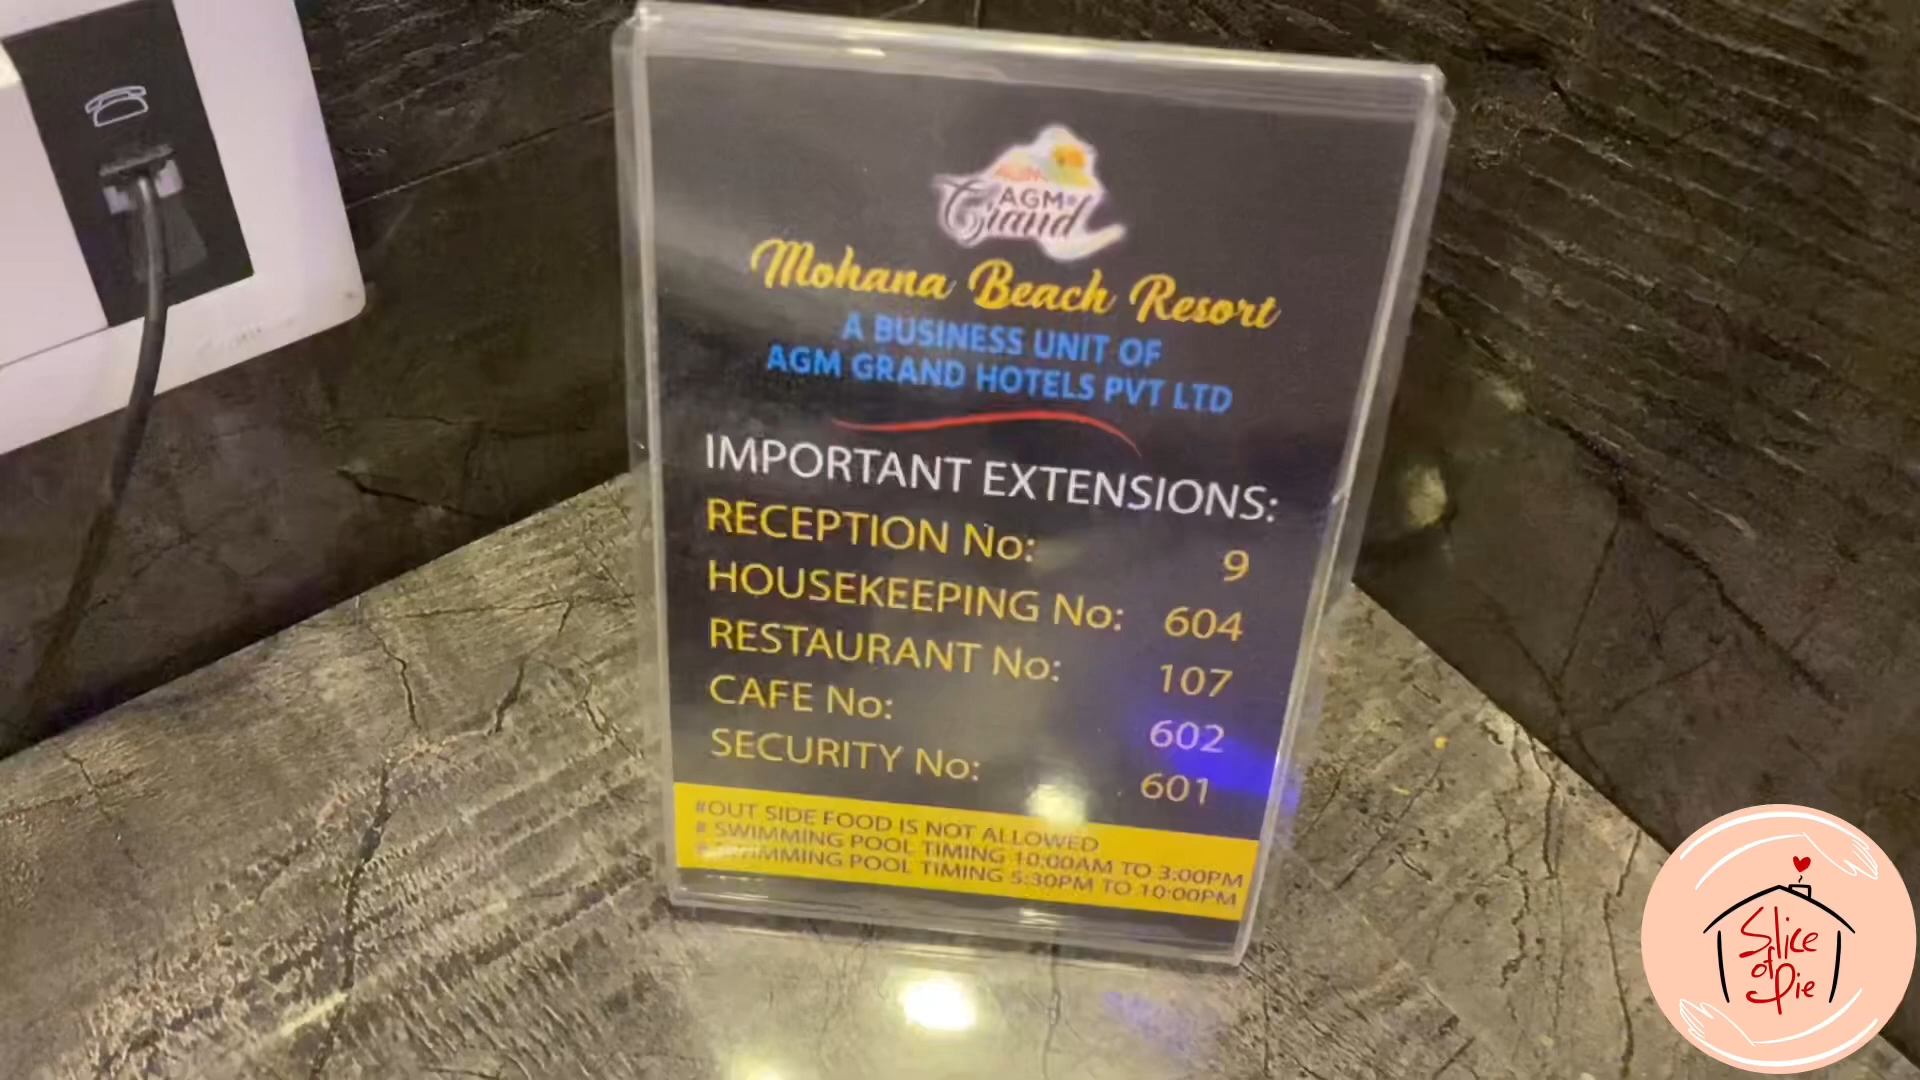 AGM
Grand
Mohana Beach Resort
A BUSINESS UNIT OF
AGM GRAND HOTELS PVT LTD
IMPORTANT EXTENSIONS:
RECEPTION No: 9
HOUSEKEEPING No: 604
RESTAURANT No: 107
CAFE No: 602
SECURITY No: 601
#OUT SIDE FOOD IS NOT ALLOWED
# SWIMMING POOL TIMING 10:00AM TO 3:00PM
# SWIMMING POOL TIMING 5:30PM TO 10:00PM
Slice
of
Pie